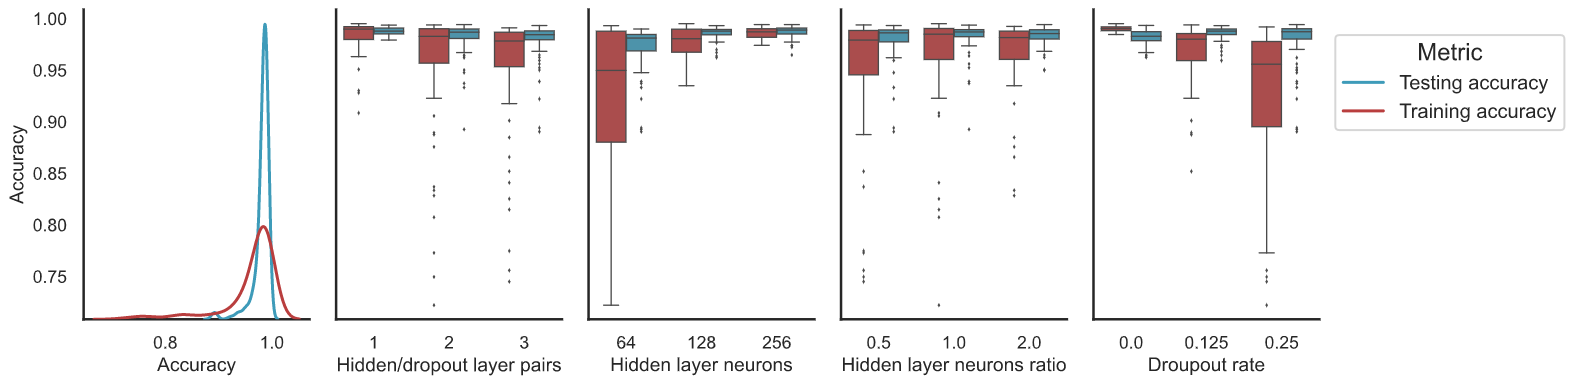 1.00
0.95
0.90
0.85
0.80
0.75
Accuracy
0.8 1.0
Accuracy
1 2 3
Hidden/dropout layer pairs
64 128 256
Hidden layer neurons
0.5 1.0 2.0
Hidden layer neurons ratio
0.0 0.125 0.25
Droupout rate
Metric
Testing accuracy
Training accuracy